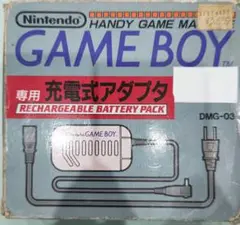 Nintendo
HANDY GAME MA
GAME BOY
TM
専用 充電式アダプタ
RECHARGEABLE BATTERY PACK
GAME BOY
DMG-03